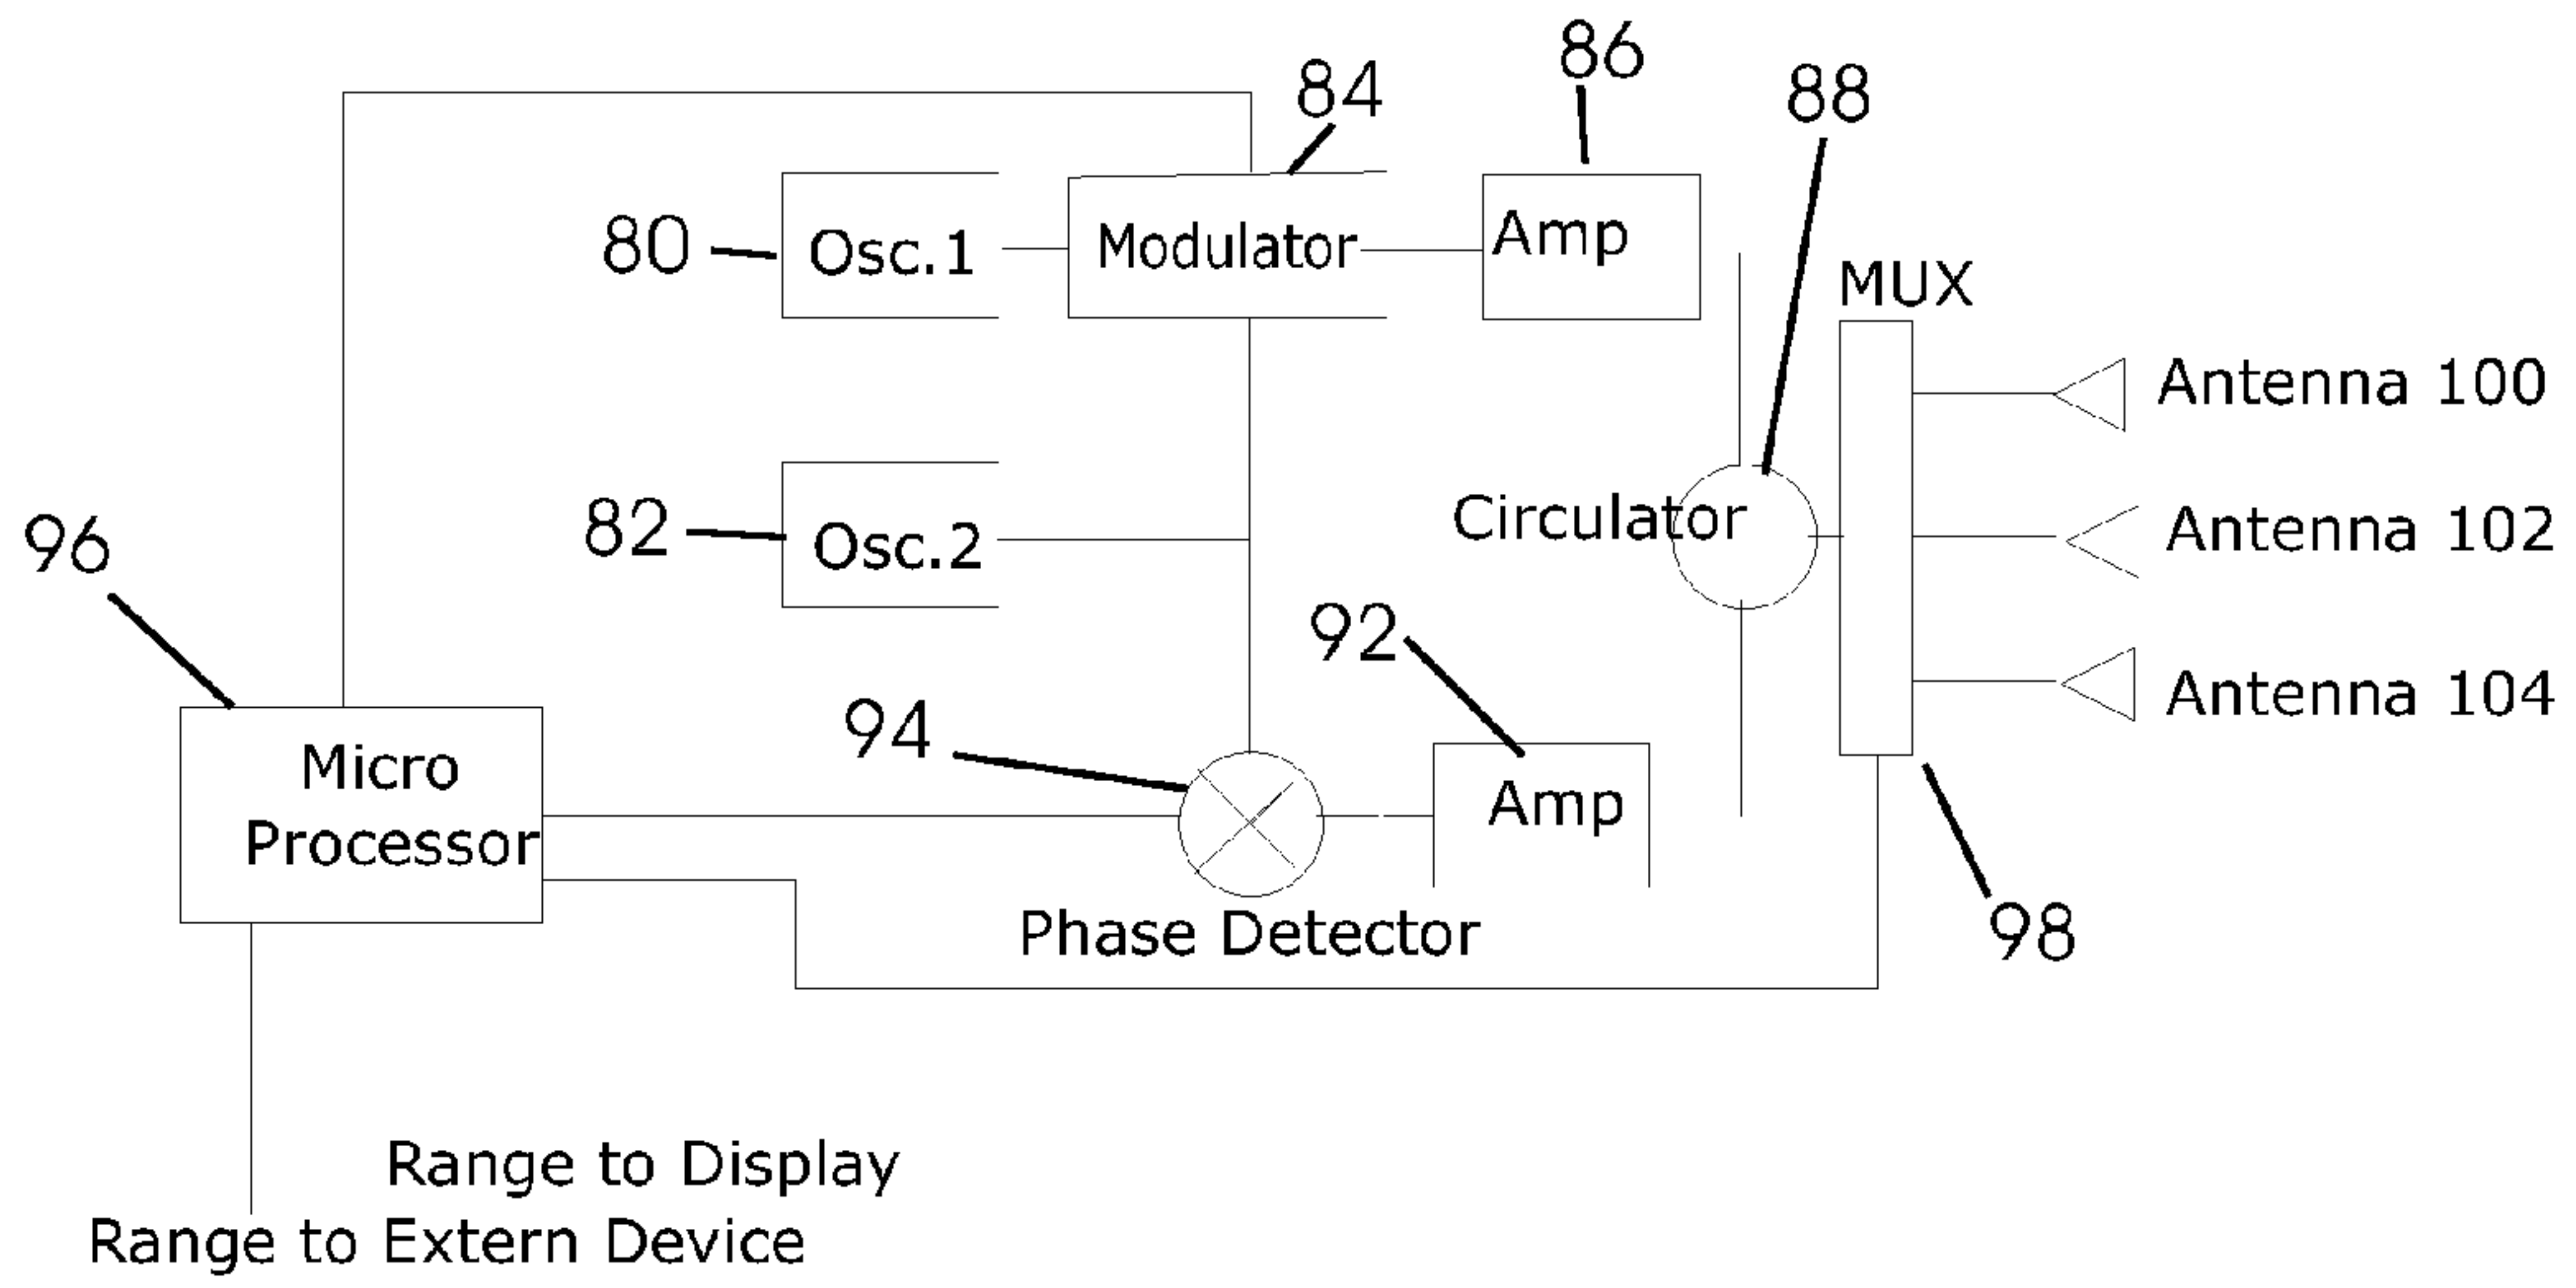 86
84
88
80
Osc.1
Modulator
Amp
MUX
Antenna 100
96
82
Osc.2
Circulator
Antenna 102
92
94
Antenna 104
Micro
Processor
Amp
Phase Detector
98
Range to Display
Range to Extern Device